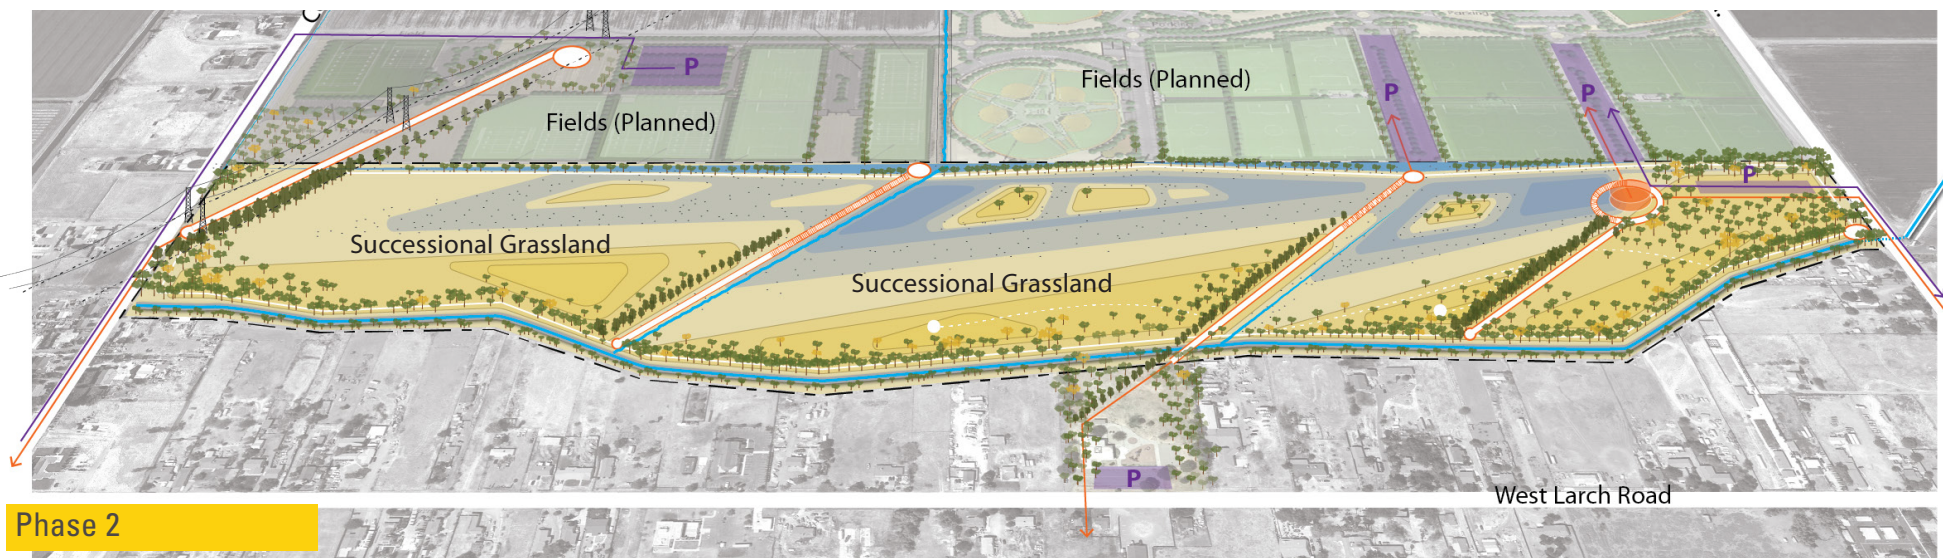 P
Fields (Planned)
P
P
Fields (Planned)
P
Successional Grassland
Successional Grassland
P
West Larch Road
Phase 2